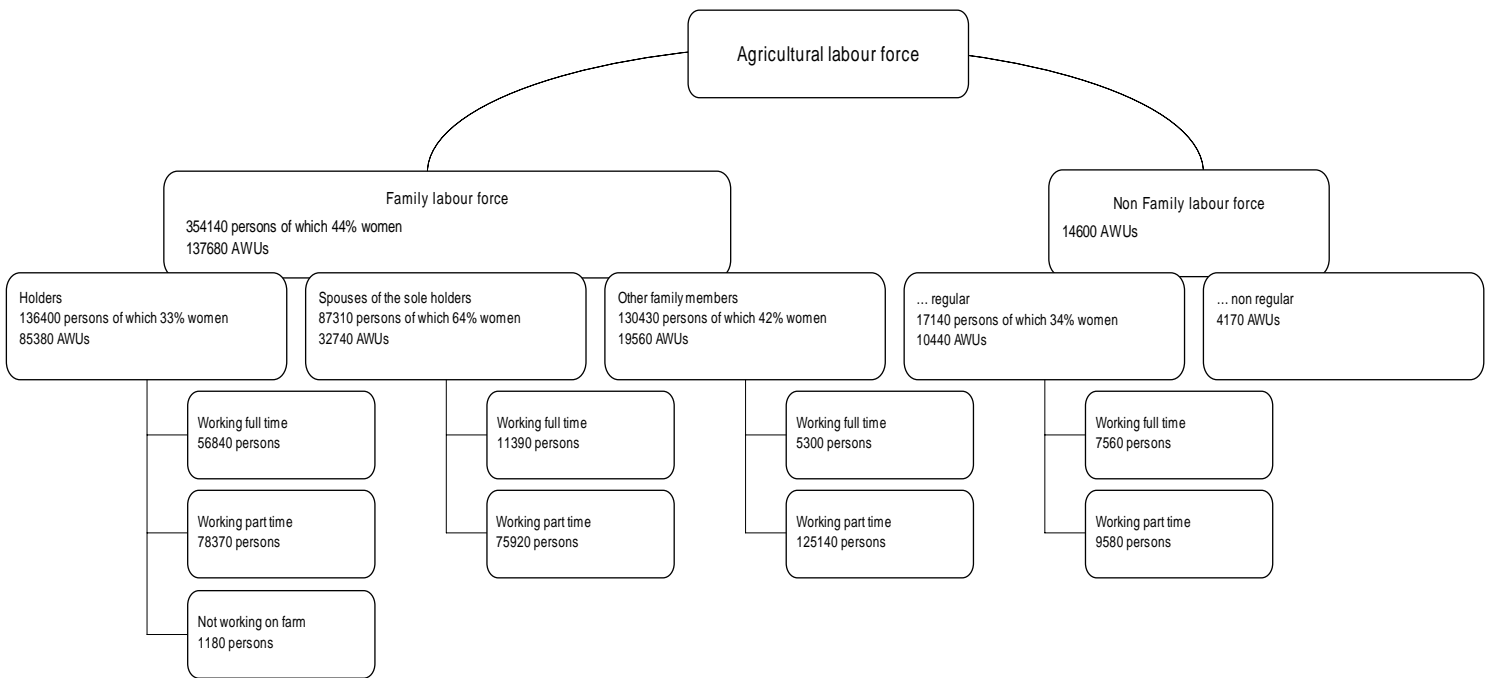 Agricultural labour force
Family labour force
354140 persons of which 44% women
137680 AWUs
Non Family labour force
14600 AWUs
Holders
136400 persons of which 33% women
85380 AWUs
Spouses of the sole holders
87310 persons of which 64% women
32740 AWUs
Other family members
130430 persons of which 42% women
19560 AWUs
... regular
17140 persons of which 34% women
10440 AWUs
... non regular
4170 AWUs
Working full time
56840 persons
Working full time
11390 persons
Working full time
5300 persons
Working full time
7560 persons
Working part time
78370 persons
Working part time
75920 persons
Working part time
125140 persons
Working part time
9580 persons
Not working on farm
1180 persons